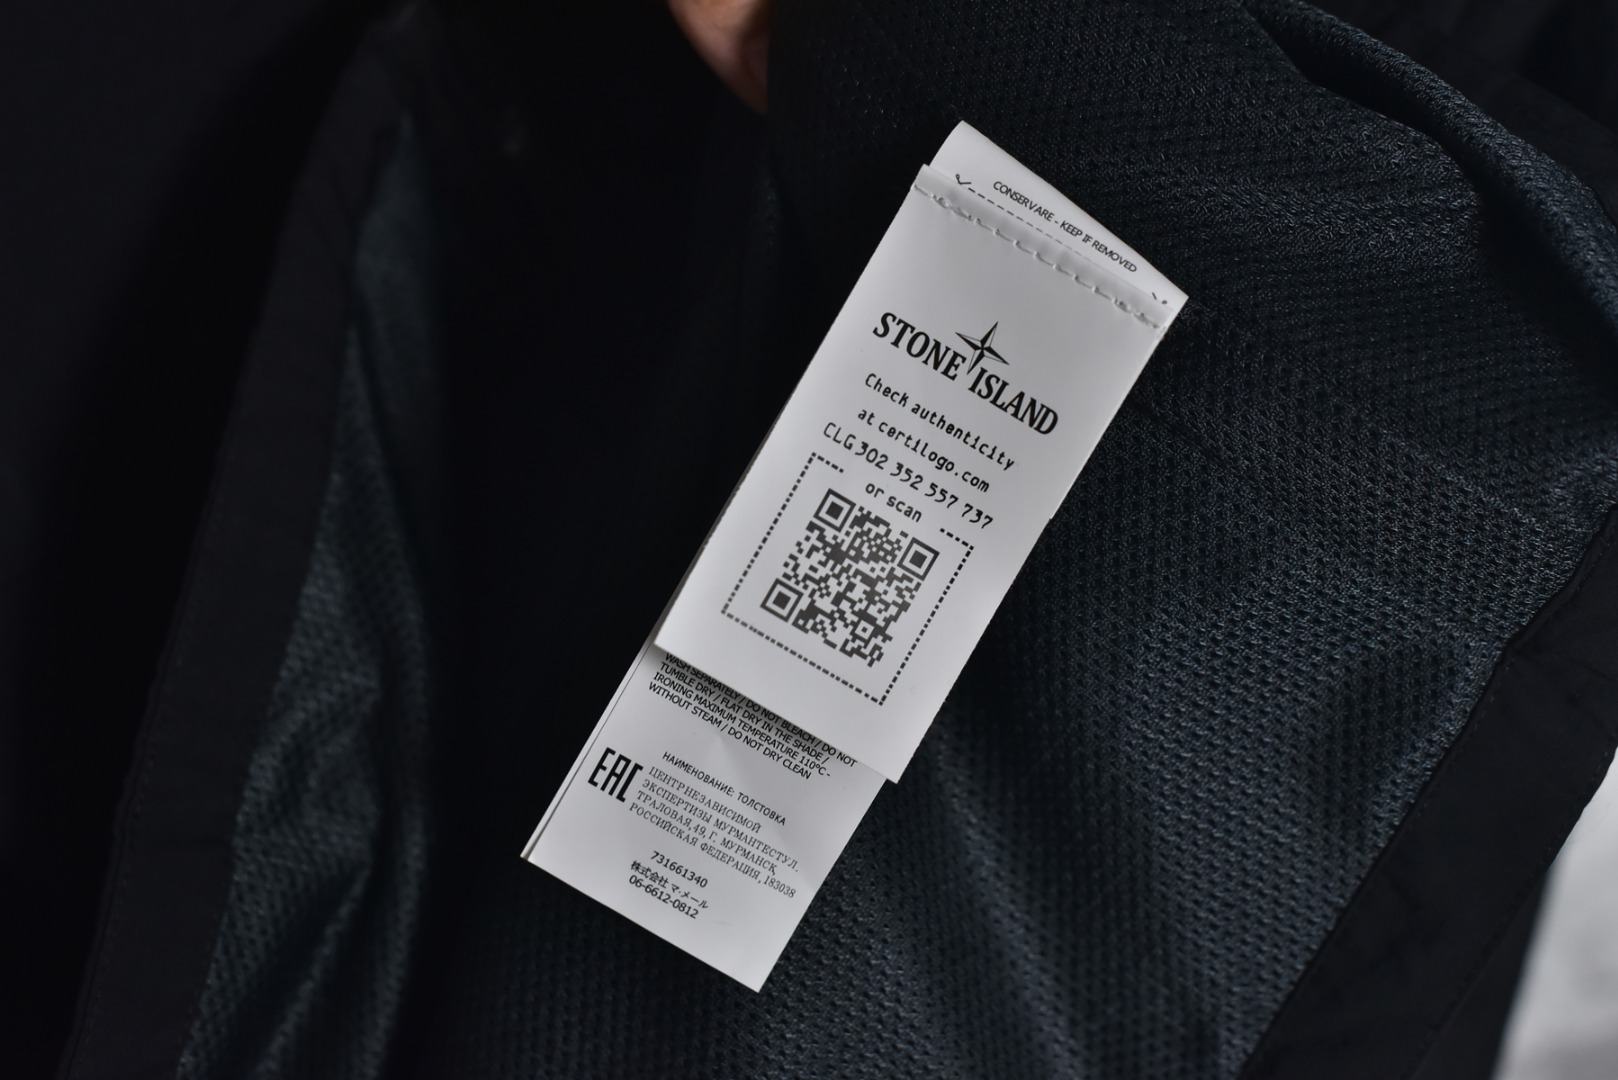 CONSERVARE - KEEP IF REMOVED
STONE ISLAND
Check authenticity
at certilogo.com
CLG 302 352 557 737
or scan
WASH SEPARATELY / DO NOT BLEACH / DO NOT
TUMBLE DRY / FLAT DRY IN THE SHADE /
IRONING MAXIMUM TEMPERATURE 110°C -
WITHOUT STEAM / DO NOT DRY CLEAN
EAC
НАИМЕНОВАНИЕ: ТОЛСТОВКА
ЦЕНТРНЕЗАВИСИМОЙ
ЭКСПЕРТИЗЫ МУРМАНТЕСТУЛ.
ТРАЛОВАЯ,49, Г. МУРМАНСК,
РОССИЙСКАЯ ФЕДЕРАЦИЯ, 183038
731661340
株式会社 マ・メール
06-6612-0812